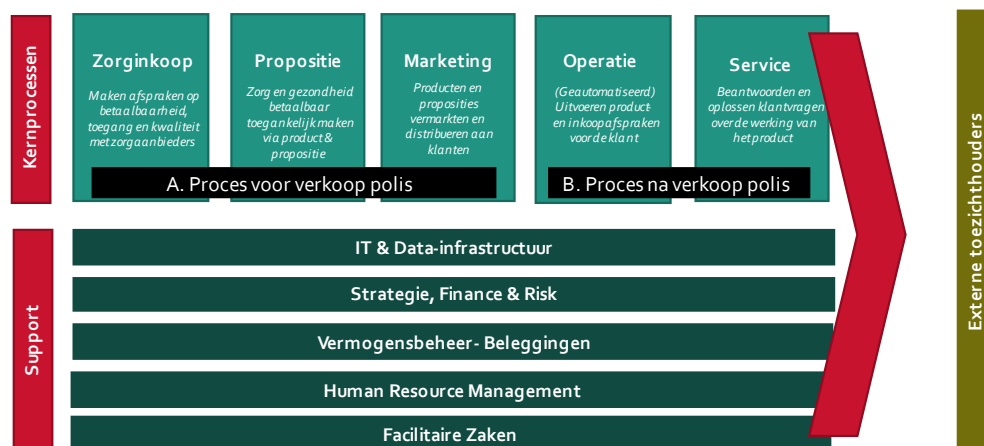 Kernprocessen
Zorginkoop
Maken afspraken op
betaalbaarheid,
toegang en kwaliteit
met zorgaanbieders
Propositie
Zorg en gezondheid
betaalbaar
toegankelijk maken
via product &
propositie
Marketing
Producten en
proposities
vermarkten en
distribueren aan
klanten
Operatie
(Geautomatiseerd)
Uitvoeren product-
en inkoopafspraken
voor de klant
Service
Beantwoorden en
oplossen klantvragen
over de werking van
het product
A. Proces voor verkoop polis
B. Proces na verkoop polis
Support
IT & Data-infrastructuur
Strategie, Finance & Risk
Vermogensbeheer- Beleggingen
Human Resource Management
Facilitaire Zaken
Externe toezichthouders